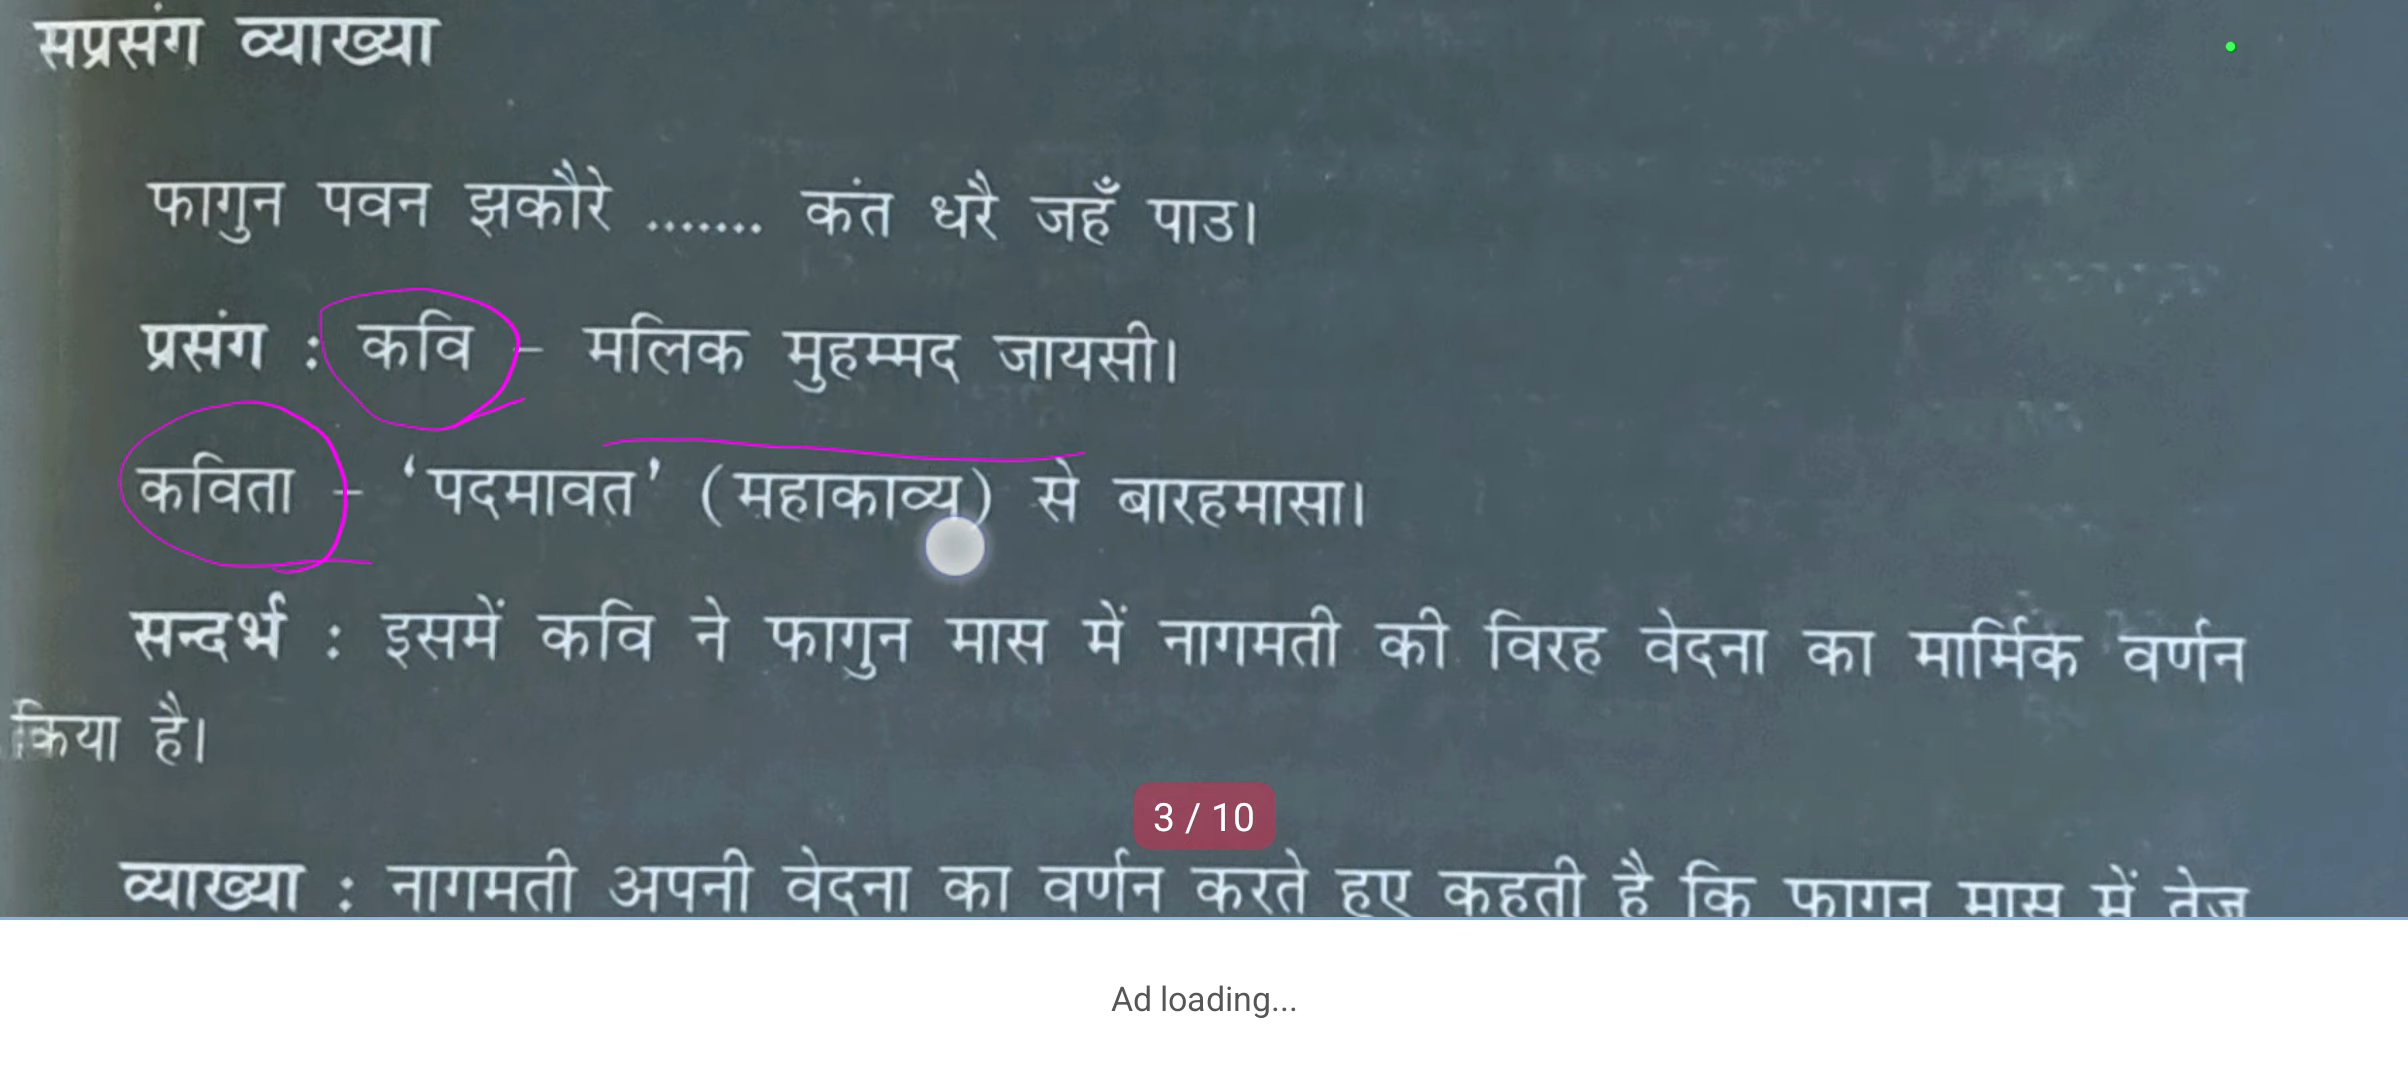 सप्रसंग व्याख्या
फागुन पवन झकौरे ....... कंत धरै जहँ पाउ।
प्रसंग : कवि – मलिक मुहम्मद जायसी।
कविता – ‘पदमावत’ (महाकाव्य) से बारहमासा।
सन्दर्भ : इसमें कवि ने फागुन मास में नागमती की विरह वेदना का मार्मिक वर्णन
किया है।
3 / 10
व्याख्या : नागमती अपनी वेदना का वर्णन करते हुए कहती है कि फागुन मास में तेज
Ad loading...